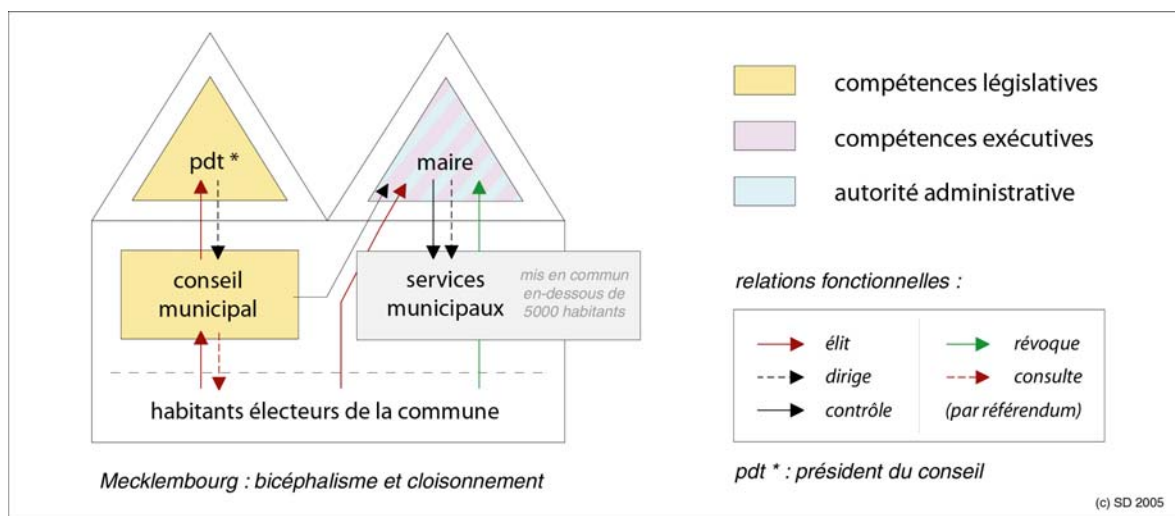 pdt *
maire
conseil
municipal
services
municipaux
mis en commun
en-dessous de
5000 habitants
habitants électeurs de la commune
Mecklembourg : bicéphalisme et cloisonnement
compétences législatives
compétences exécutives
autorité administrative
relations fonctionnelles :
élit
dirige
contrôle
révoque
consulte
(par référendum)
pdt * : président du conseil
(c) SD 2005